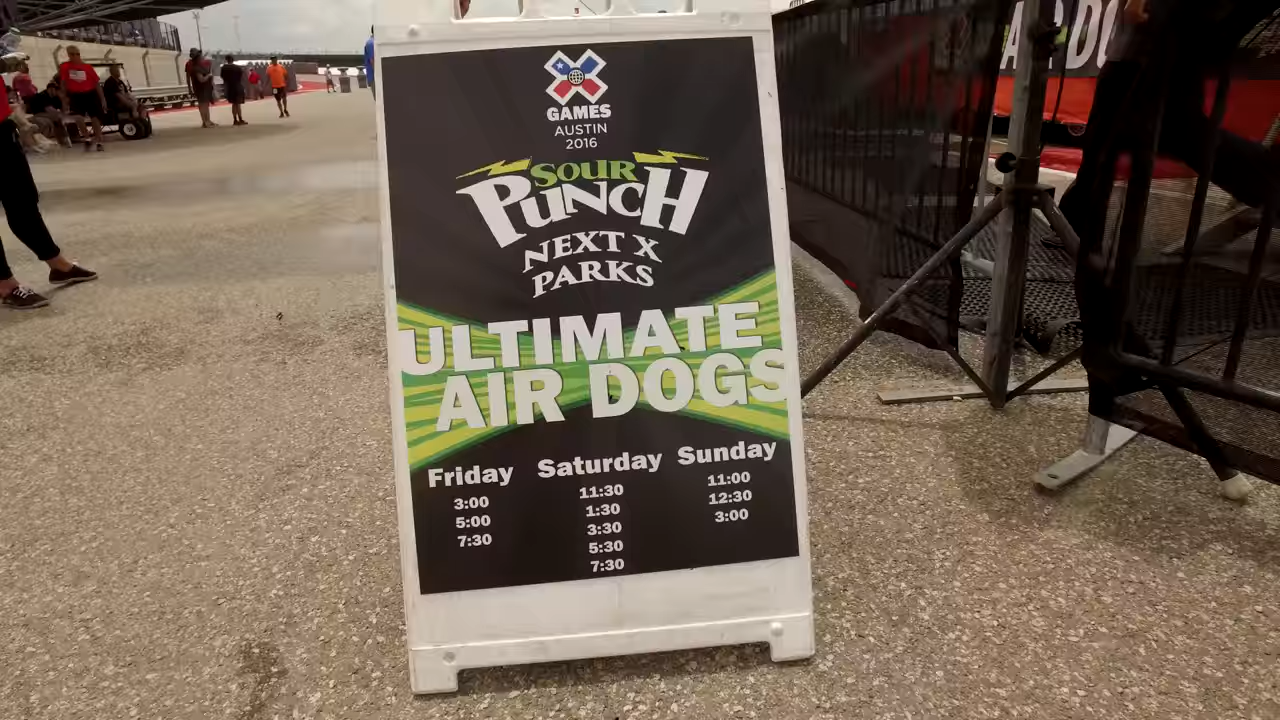 GAMES
AUSTIN
2016
SOUR
PUNCH
NEXT X
PARKS
ULTIMATE
AIR DOGS
Friday
3:00
5:00
7:30
Saturday
11:30
1:30
3:30
5:30
7:30
Sunday
11:00
12:30
3:00